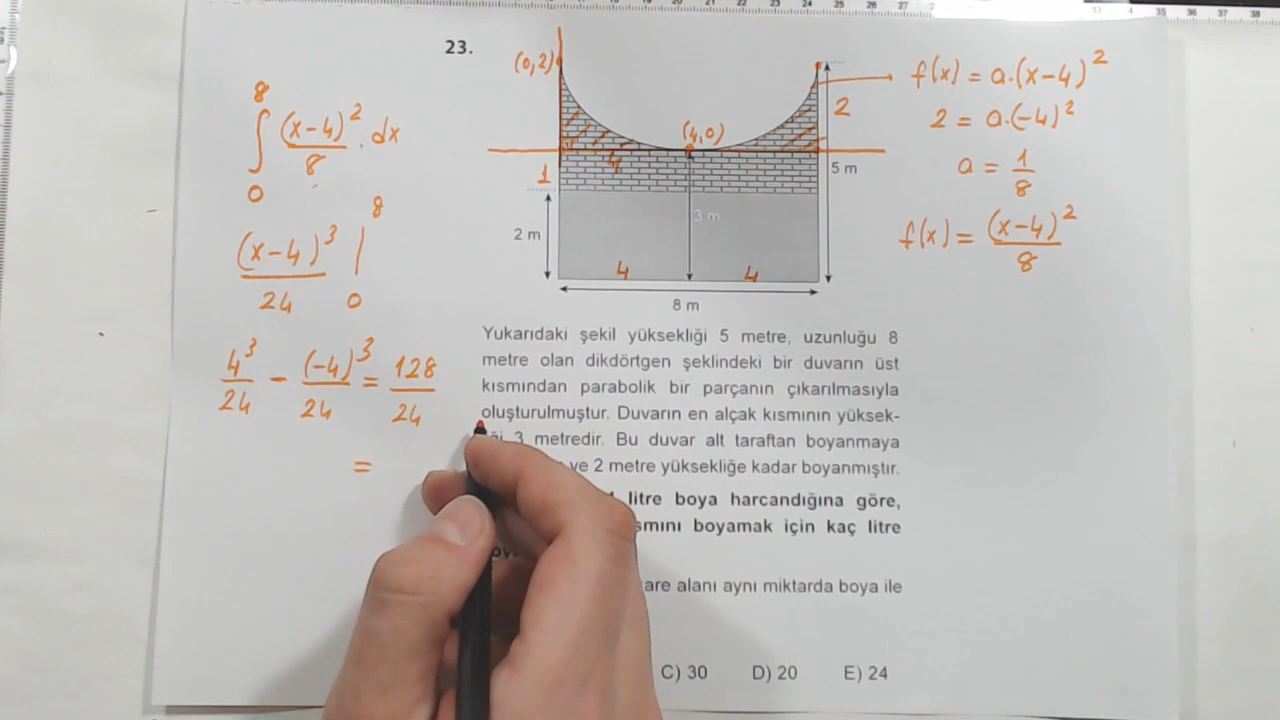 23.
(0,2)
(4,0)
2
4
1
5 m
3 m
2 m
4
4
8 m
f(x) = a.(x-4)²
2 = a.(-4)²
a = 1/8
f(x) = (x-4)²/8
∫₀⁸ (x-4)²/8 . dx
(x-4)³/24 |₀⁸
4³/24 - (-4)³/24 = 128/24
=
Yukarıdaki şekil yüksekliği 5 metre, uzunluğu 8
metre olan dikdörtgen şeklindeki bir duvarın üst
kısmından parabolik bir parçanın çıkarılmasıyla
oluşturulmuştur. Duvarın en alçak kısmının yüksek-
3 metredir. Bu duvar alt taraftan boyanmaya
ve 2 metre yüksekliğe kadar boyanmıştır.
litre boya harcandığına göre,
boyamak için kaç litre
alanı aynı miktarda boya ile
C) 30 D) 20 E) 24